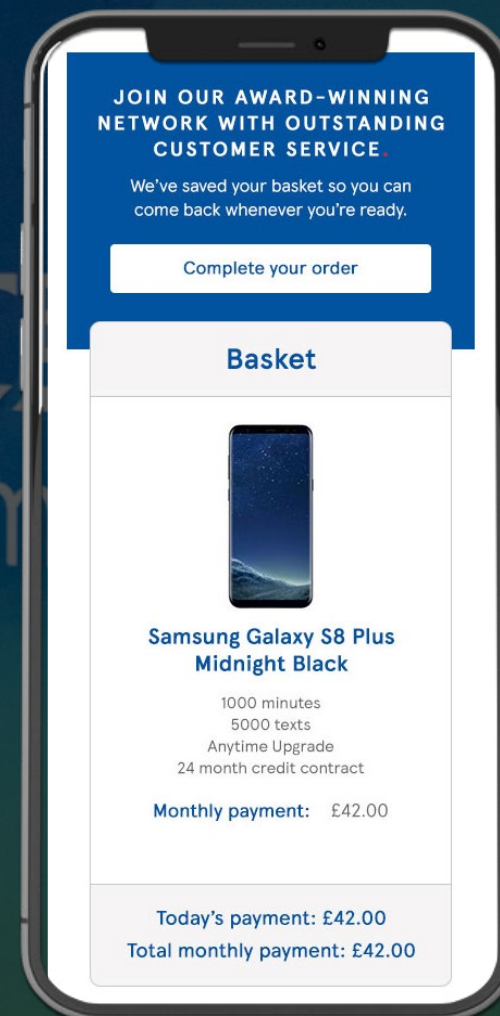 JOIN OUR AWARD-WINNING
NETWORK WITH OUTSTANDING
CUSTOMER SERVICE.
We've saved your basket so you can
come back whenever you're ready.
Complete your order
Basket
Samsung Galaxy S8 Plus
Midnight Black
1000 minutes
5000 texts
Anytime Upgrade
24 month credit contract
Monthly payment: £42.00
Today's payment: £42.00
Total monthly payment: £42.00